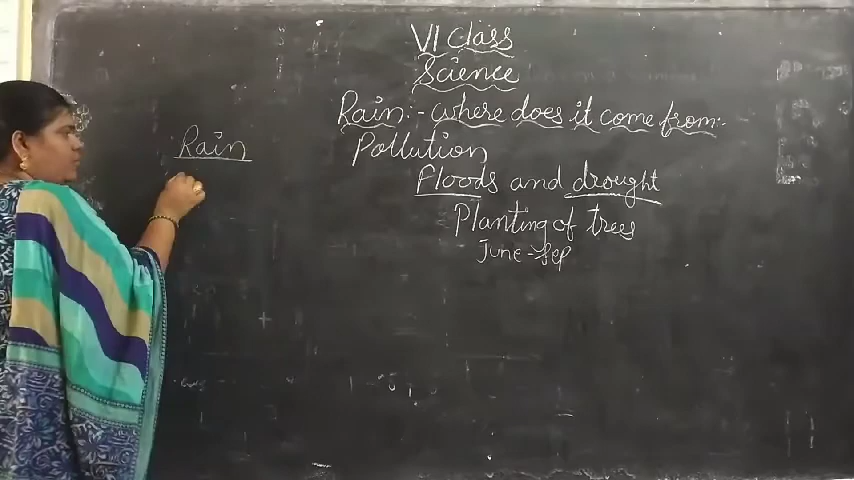 VI Class
Science
Rain:- where does it come from:-
Rain
Pollution
Floods and drought
Planting of trees
June - Sep